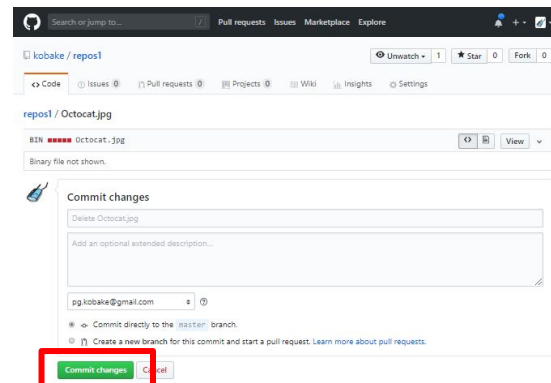 Search or jump to... /
Pull requests Issues Marketplace Explore
kobake / repos1
Unwatch 1 Star 0 Fork 0
Code Issues 0 Pull requests 0 Projects 0 Wiki Insights Settings
repos1 / Octocat.jpg
BIN Octocat.jpg
View
Binary file not shown.
Commit changes
Delete Octocat.jpg
Add an optional extended description...
pg.kobake@gmail.com
Commit directly to the master branch.
Create a new branch for this commit and start a pull request. Learn more about pull requests.
Commit changes Cancel